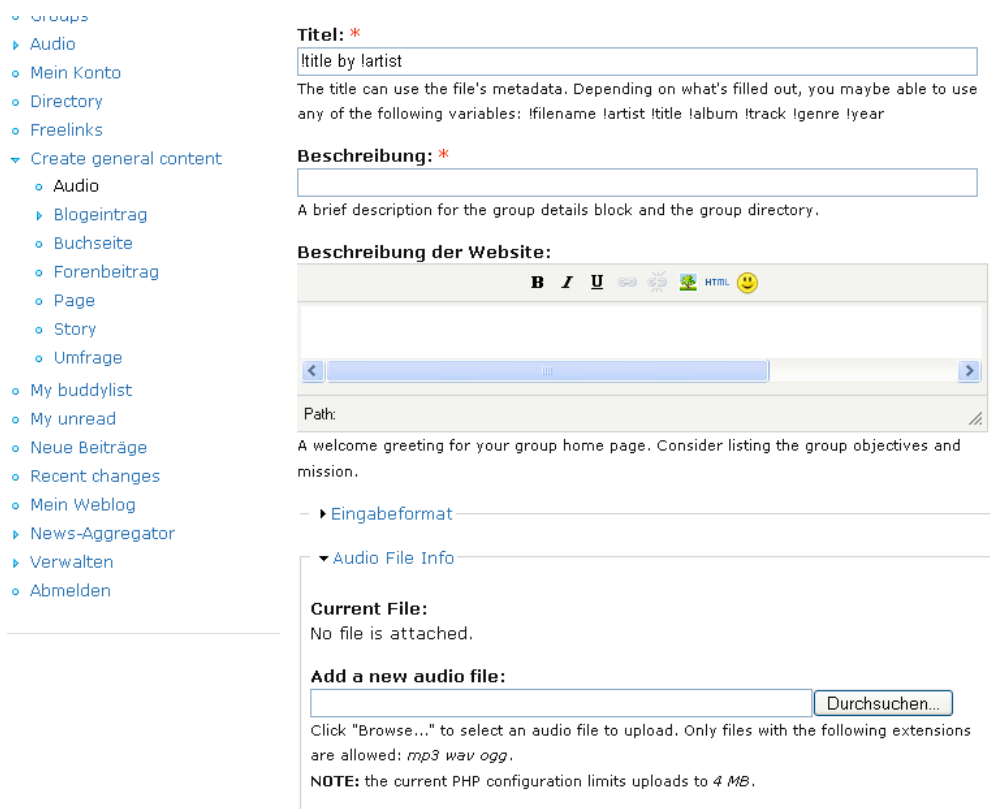 Groups
Audio
Mein Konto
Directory
Freelinks
Create general content
Audio
Blogeintrag
Buchseite
Forenbeitrag
Page
Story
Umfrage
My buddylist
My unread
Neue Beiträge
Recent changes
Mein Weblog
News-Aggregator
Verwalten
Abmelden
Titel: *
!title by !artist
The title can use the file's metadata. Depending on what's filled out, you maybe able to use
any of the following variables: !filename !artist !title !album !track !genre !year
Beschreibung: *
A brief description for the group details block and the group directory.
Beschreibung der Website:
B I U HTML
Path:
A welcome greeting for your group home page. Consider listing the group objectives and
mission.
Eingabeformat
Audio File Info
Current File:
No file is attached.
Add a new audio file:
Durchsuchen...
Click "Browse..." to select an audio file to upload. Only files with the following extensions
are allowed: mp3 wav ogg.
NOTE: the current PHP configuration limits uploads to 4 MB.